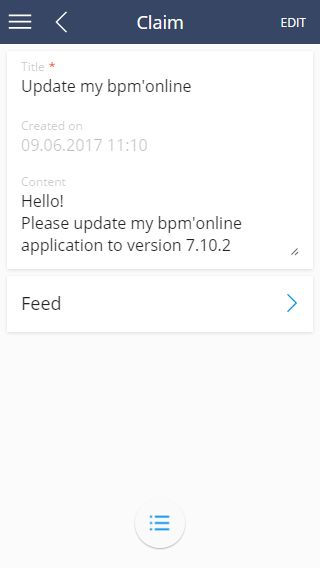 Claim
EDIT
Title *
Update my bpm'online
Created on
09.06.2017 11:10
Content
Hello!
Please update my bpm'online
application to version 7.10.2
Feed